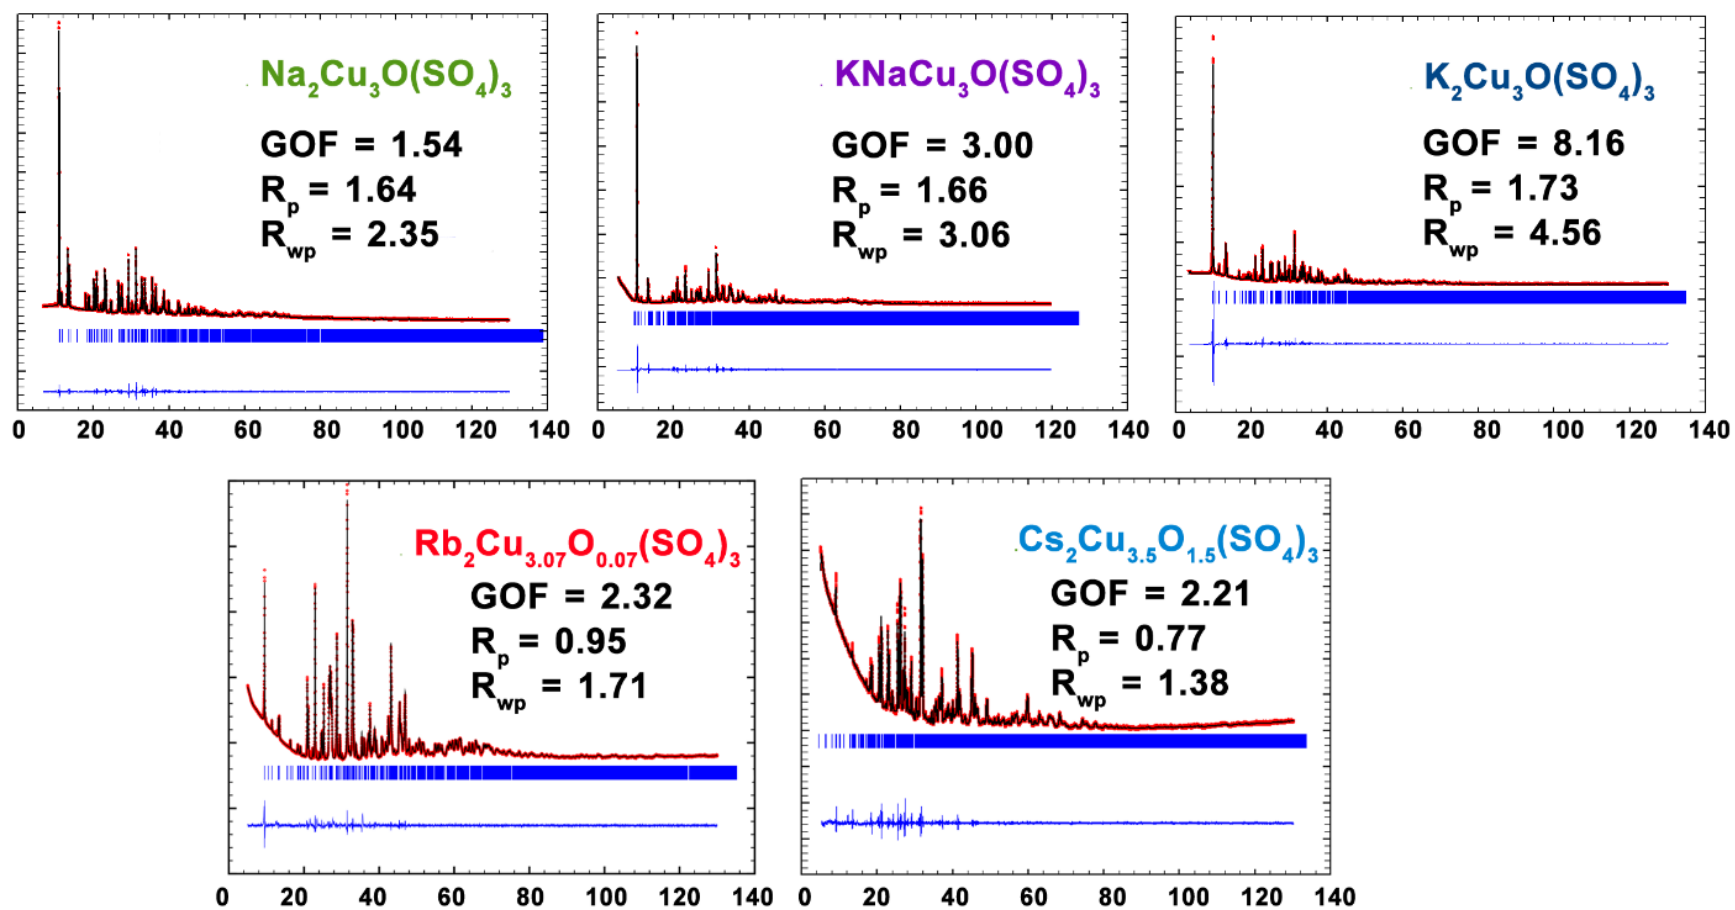 Na₂Cu₃O(SO₄)₃
GOF = 1.54
Rₚ = 1.64
R_wp = 2.35
0 20 40 60 80 100 120 140
KNaCu₃O(SO₄)₃
GOF = 3.00
Rₚ = 1.66
R_wp = 3.06
0 20 40 60 80 100 120 140
K₂Cu₃O(SO₄)₃
GOF = 8.16
Rₚ = 1.73
R_wp = 4.56
0 20 40 60 80 100 120 140
Rb₂Cu₃.₀₇O₀.₀₇(SO₄)₃
GOF = 2.32
Rₚ = 0.95
R_wp = 1.71
0 20 40 60 80 100 120 140
Cs₂Cu₃.₅O₁.₅(SO₄)₃
GOF = 2.21
Rₚ = 0.77
R_wp = 1.38
0 20 40 60 80 100 120 140